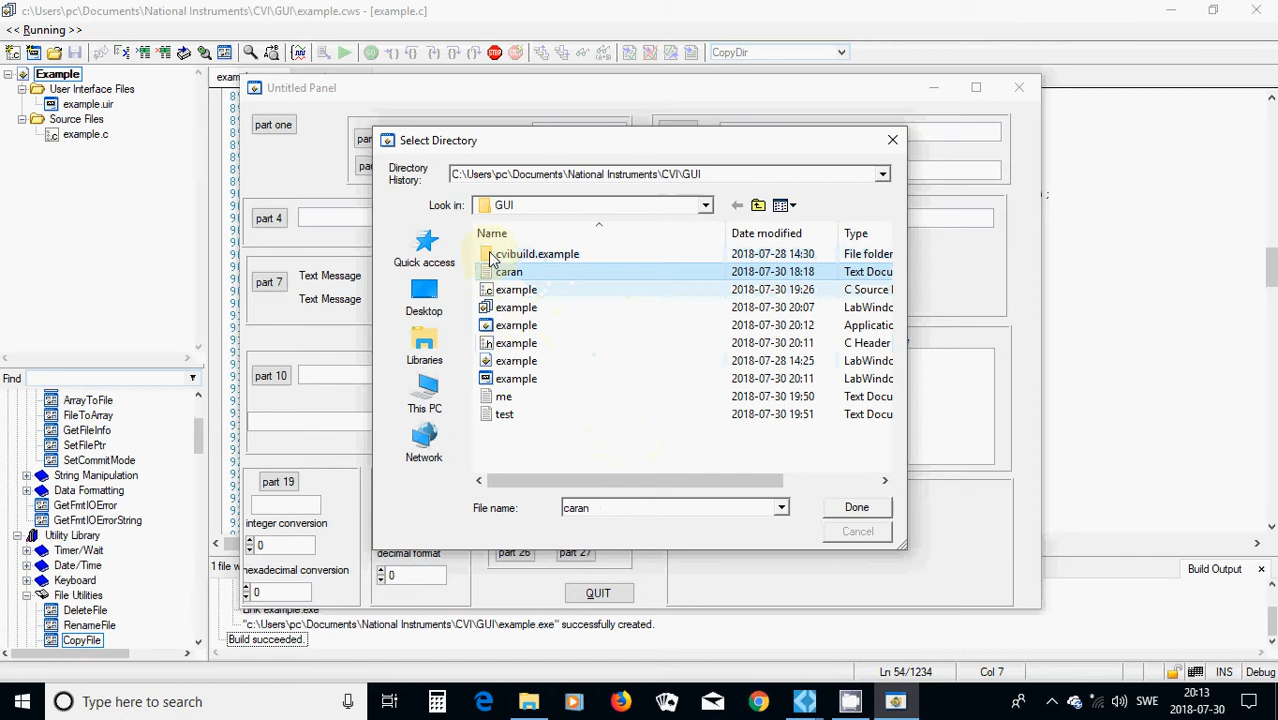 c:\Users\pc\Documents\National Instruments\CVI\GUI\example.cws - [example.c]
<< Running >>
CopyDir
Example
User Interface Files
example.uir
Source Files
example.c
Untitled Panel
part one
part 4
part 7
Text Message
Text Message
part 10
part 19
integer conversion
0
hexadecimal conversion
0
decimal format
0
part 26
part 27
QUIT
Select Directory
Directory History:
C:\Users\pc\Documents\National Instruments\CVI\GUI
Look in:
GUI
Quick access
Desktop
Libraries
This PC
Network
Name Date modified Type
cvibuild.example 2018-07-28 14:30 File folder
caran 2018-07-30 18:18 Text Docu
example 2018-07-30 19:26 C Source
example 2018-07-30 20:07 LabWindo
example 2018-07-30 20:12 Applicatio
example 2018-07-30 20:11 C Header
example 2018-07-28 14:25 LabWindo
example 2018-07-30 20:11 LabWindo
me 2018-07-30 19:50 Text Docu
test 2018-07-30 19:51 Text Docu
File name:
caran
Done
Cancel
Find
ArrayToFile
FileToArray
GetFileInfo
SetFilePtr
SetCommitMode
String Manipulation
Data Formatting
GetFmtIOError
GetFmtIOErrorString
Utility Library
Timer/Wait
Date/Time
Keyboard
File Utilities
DeleteFile
RenameFile
CopyFile
Build Output
Link example.exe
"c:\Users\pc\Documents\National Instruments\CVI\GUI\example.exe" successfully created.
Build succeeded.
Ln 54/1234
Col 7
INS
Debug
Type here to search
SWE
20:13
2018-07-30